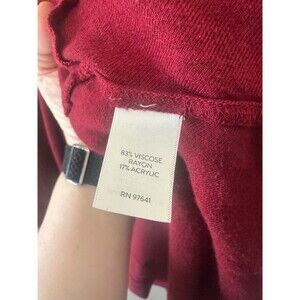 83% VISCOSE
RAYON
17% ACRYLIC
RN 97641